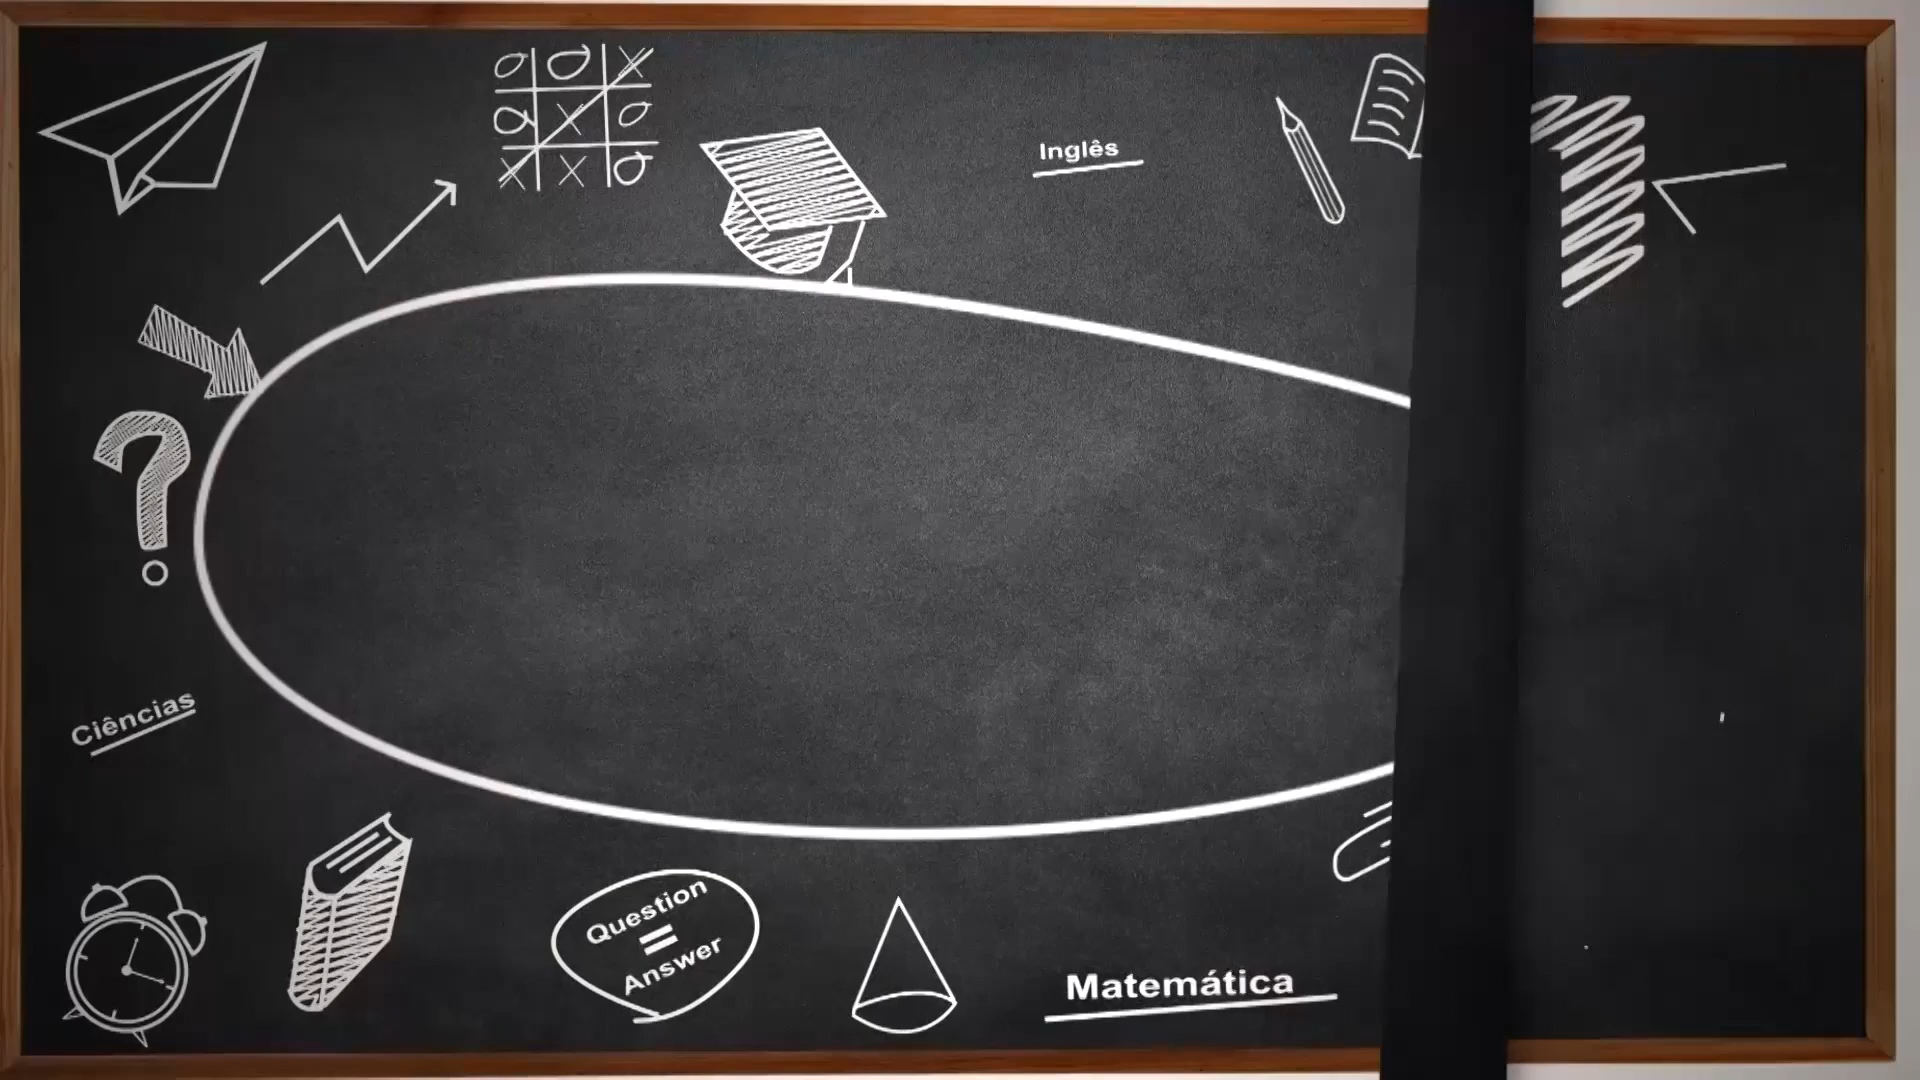 Inglês
Ciências
Question
=
Answer
Matemática